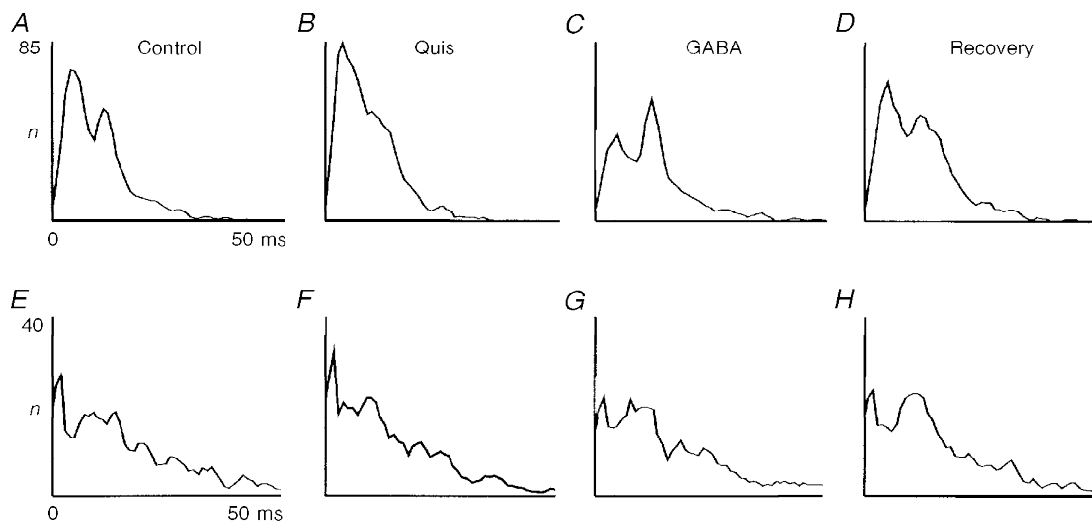 A B C D
85 Control Quis GABA Recovery
n
0 50 ms
E F G H
40
n
0 50 ms